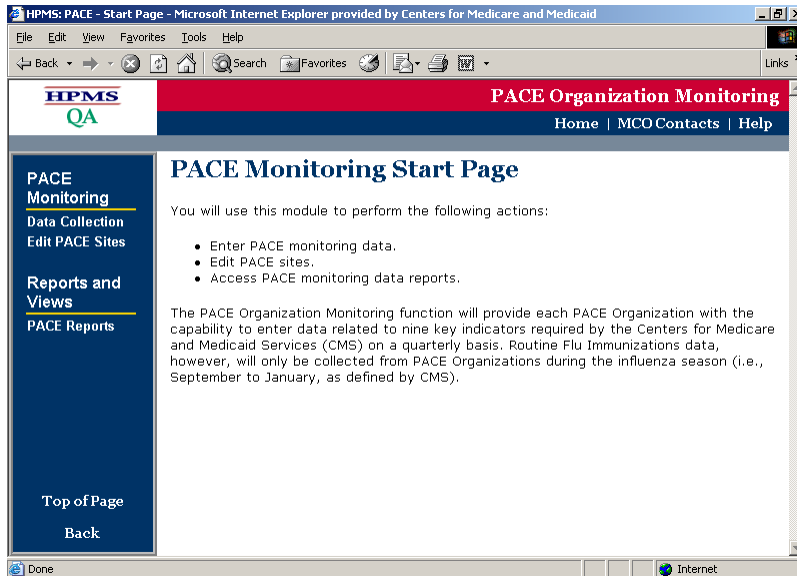 HPMS: PACE - Start Page - Microsoft Internet Explorer provided by Centers for Medicare and Medicaid
File Edit View Favorites Tools Help
Back Search Favorites Links
HPMS
QA
PACE Organization Monitoring
Home | MCO Contacts | Help
PACE
Monitoring
Data Collection
Edit PACE Sites
Reports and
Views
PACE Reports
Top of Page
Back
PACE Monitoring Start Page
You will use this module to perform the following actions:
• Enter PACE monitoring data.
• Edit PACE sites.
• Access PACE monitoring data reports.
The PACE Organization Monitoring function will provide each PACE Organization with the
capability to enter data related to nine key indicators required by the Centers for Medicare
and Medicaid Services (CMS) on a quarterly basis. Routine Flu Immunizations data,
however, will only be collected from PACE Organizations during the influenza season (i.e.,
September to January, as defined by CMS).
Done Internet